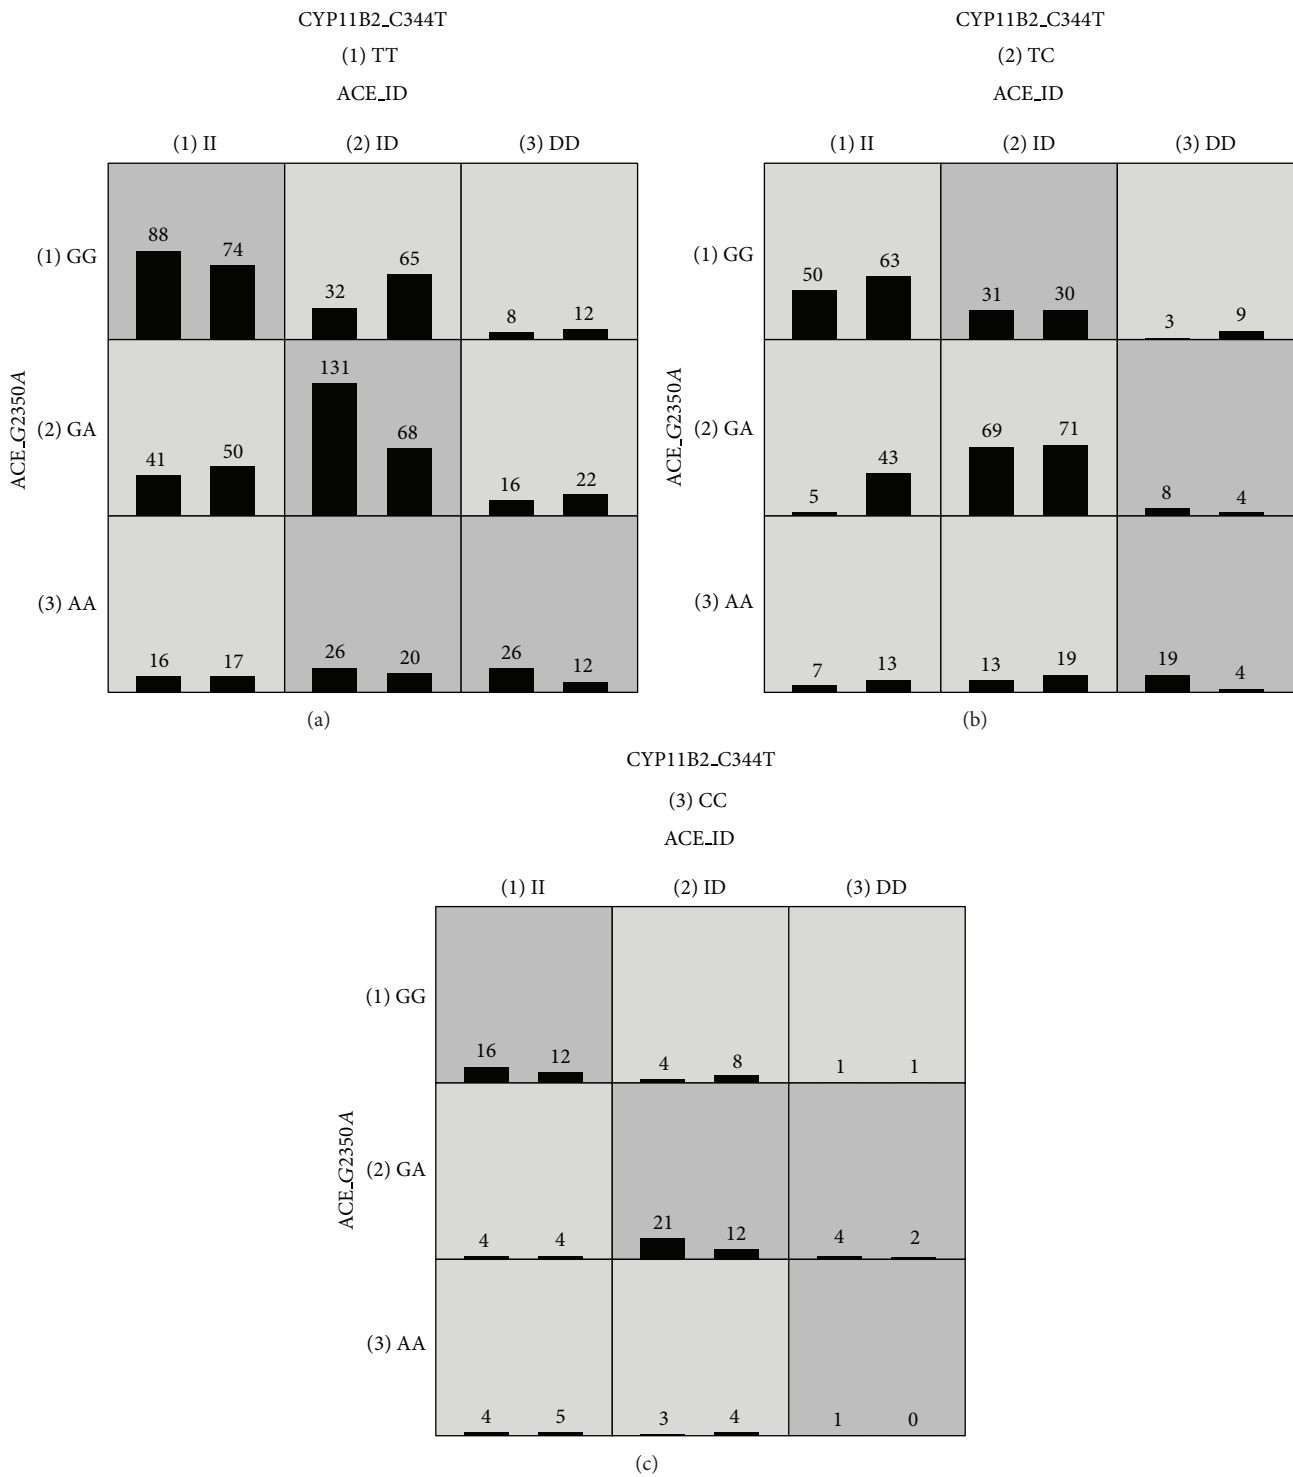 CYP11B2_C344T
(1) TT
ACE_ID
(1) II (2) ID (3) DD
ACE_G2350A
(1) GG
88 74 32 65 8 12
(2) GA
41 50 131 68 16 22
(3) AA
16 17 26 20 26 12
(a)
CYP11B2_C344T
(2) TC
ACE_ID
(1) II (2) ID (3) DD
ACE_G2350A
(1) GG
50 63 31 30 3 9
(2) GA
5 43 69 71 8 4
(3) AA
7 13 13 19 19 4
(b)
CYP11B2_C344T
(3) CC
ACE_ID
(1) II (2) ID (3) DD
ACE_G2350A
(1) GG
16 12 4 8 1 1
(2) GA
4 4 21 12 4 2
(3) AA
4 5 3 4 1 0
(c)